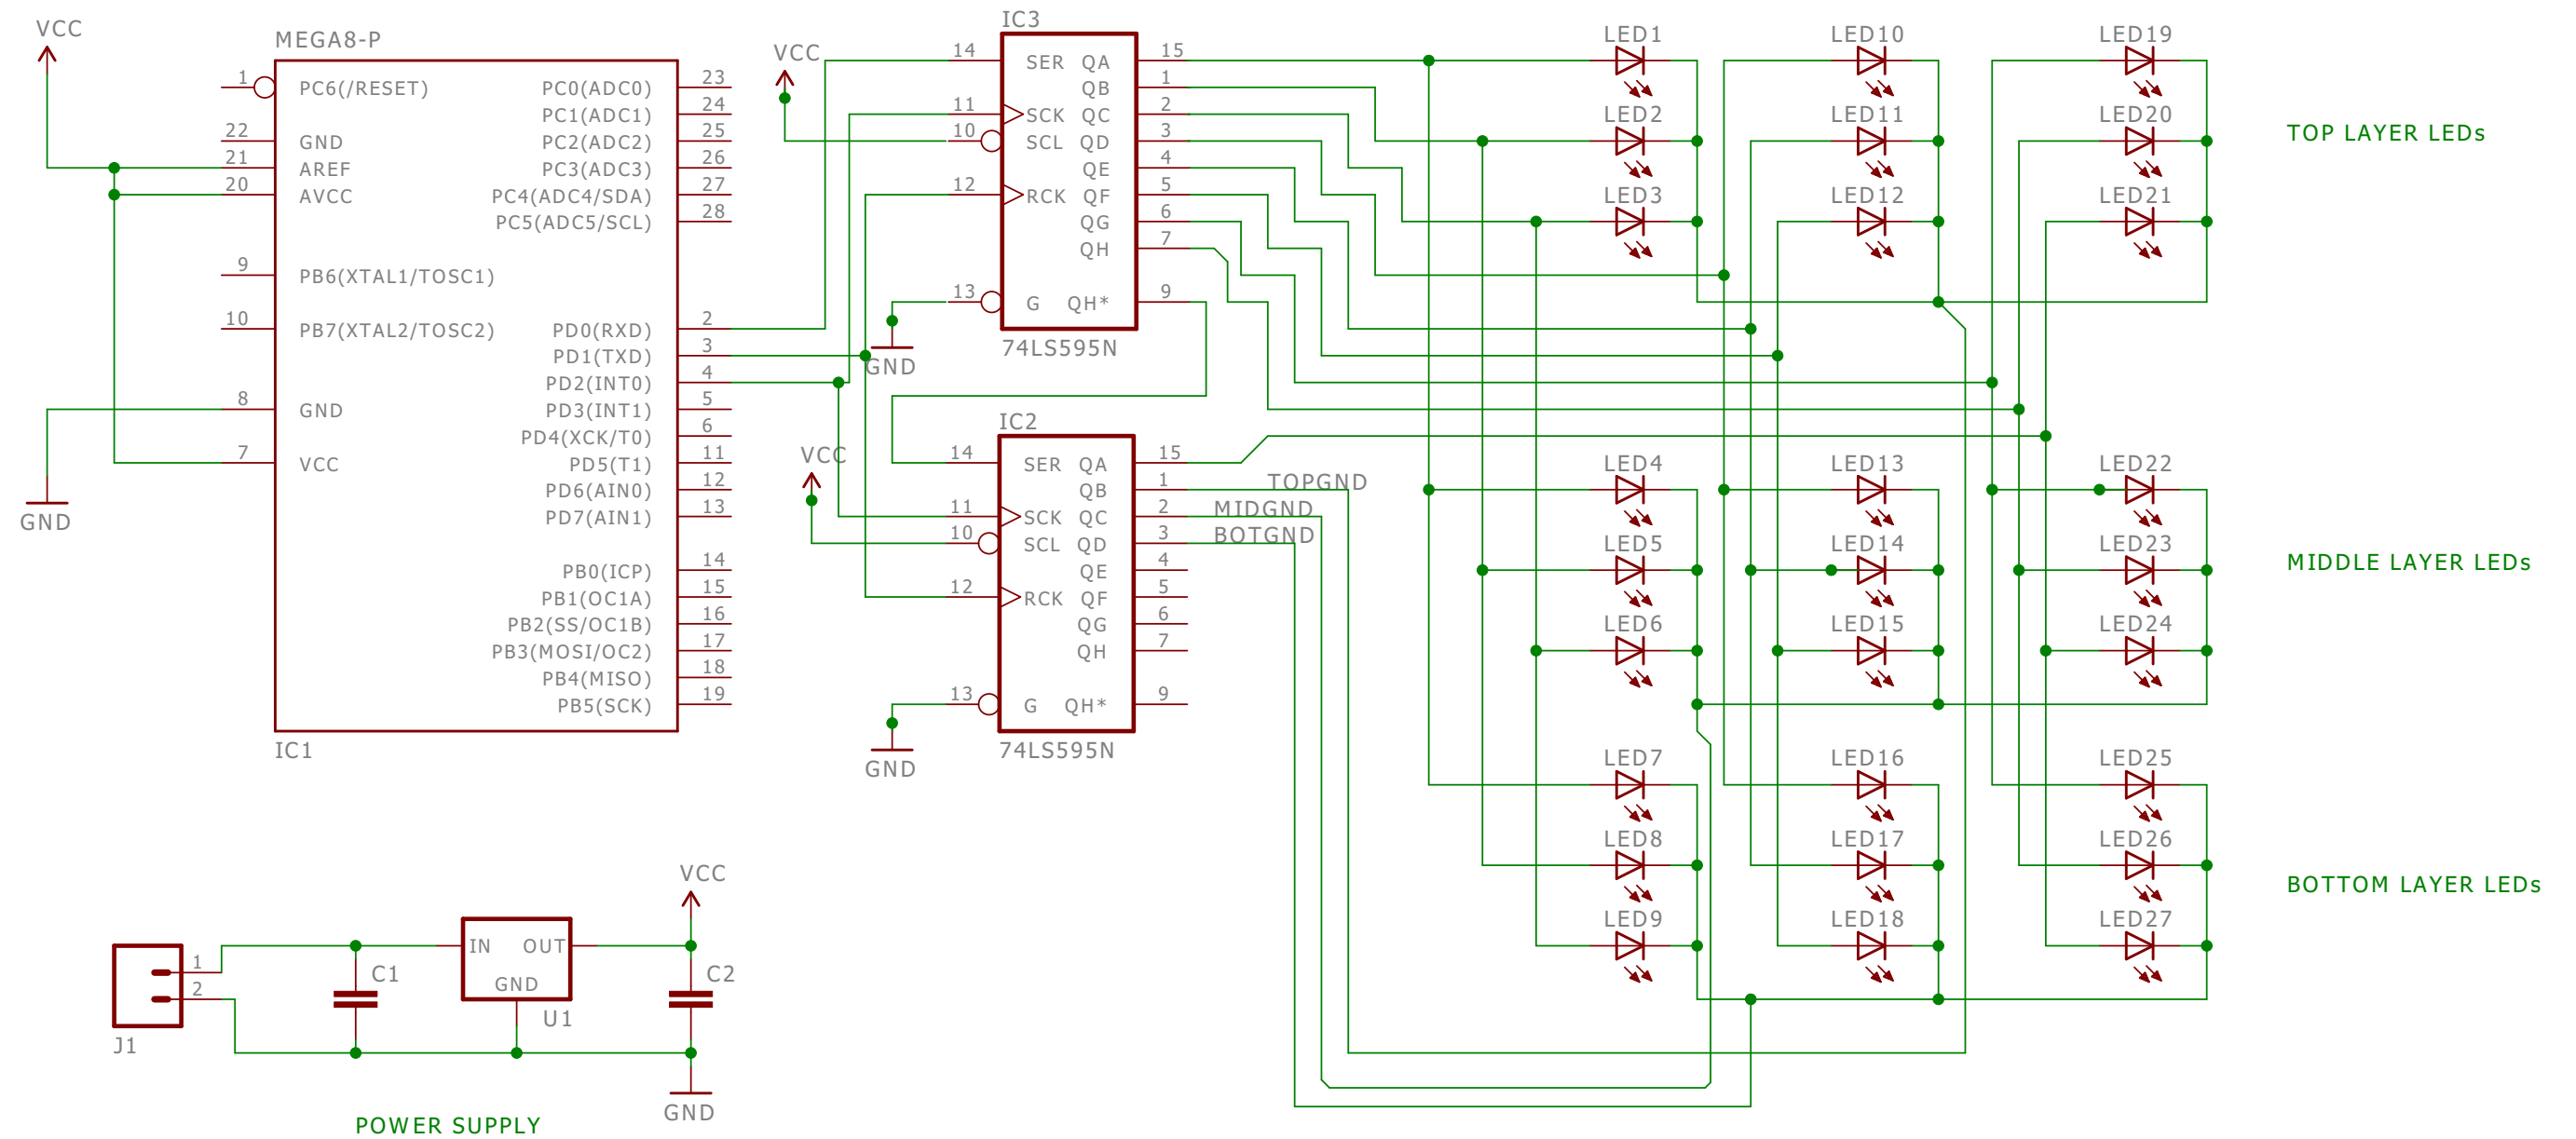 VCC
MEGA8-P
1 PC6(/RESET)
22 GND
21 AREF
20 AVCC
9 PB6(XTAL1/TOSC1)
10 PB7(XTAL2/TOSC2)
8 GND
7 VCC
PC0(ADC0) 23
PC1(ADC1) 24
PC2(ADC2) 25
PC3(ADC3) 26
PC4(ADC4/SDA) 27
PC5(ADC5/SCL) 28
PD0(RXD) 2
PD1(TXD) 3
PD2(INT0) 4
PD3(INT1) 5
PD4(XCK/T0) 6
PD5(T1) 11
PD6(AIN0) 12
PD7(AIN1) 13
PB0(ICP) 14
PB1(OC1A) 15
PB2(SS/OC1B) 16
PB3(MOSI/OC2) 17
PB4(MISO) 18
PB5(SCK) 19
IC1
GND
VCC
IC3
14 SER QA 15
QB 1
11 SCK QC 2
10 SCL QD 3
QE 4
12 RCK QF 5
QG 6
QH 7
13 G QH* 9
74LS595N
GND
VCC
IC2
14 SER QA 15
QB 1 TOPGND
11 SCK QC 2 MIDGND
10 SCL QD 3 BOTGND
QE 4
12 RCK QF 5
QG 6
QH 7
13 G QH* 9
74LS595N
GND
LED1 LED10 LED19
LED2 LED11 LED20
TOP LAYER LEDs
LED3 LED12 LED21
LED4 LED13 LED22
LED5 LED14 LED23
MIDDLE LAYER LEDs
LED6 LED15 LED24
LED7 LED16 LED25
LED8 LED17 LED26
BOTTOM LAYER LEDs
LED9 LED18 LED27
VCC
IN OUT
GND
U1
1
2
J1
C1
C2
GND
POWER SUPPLY